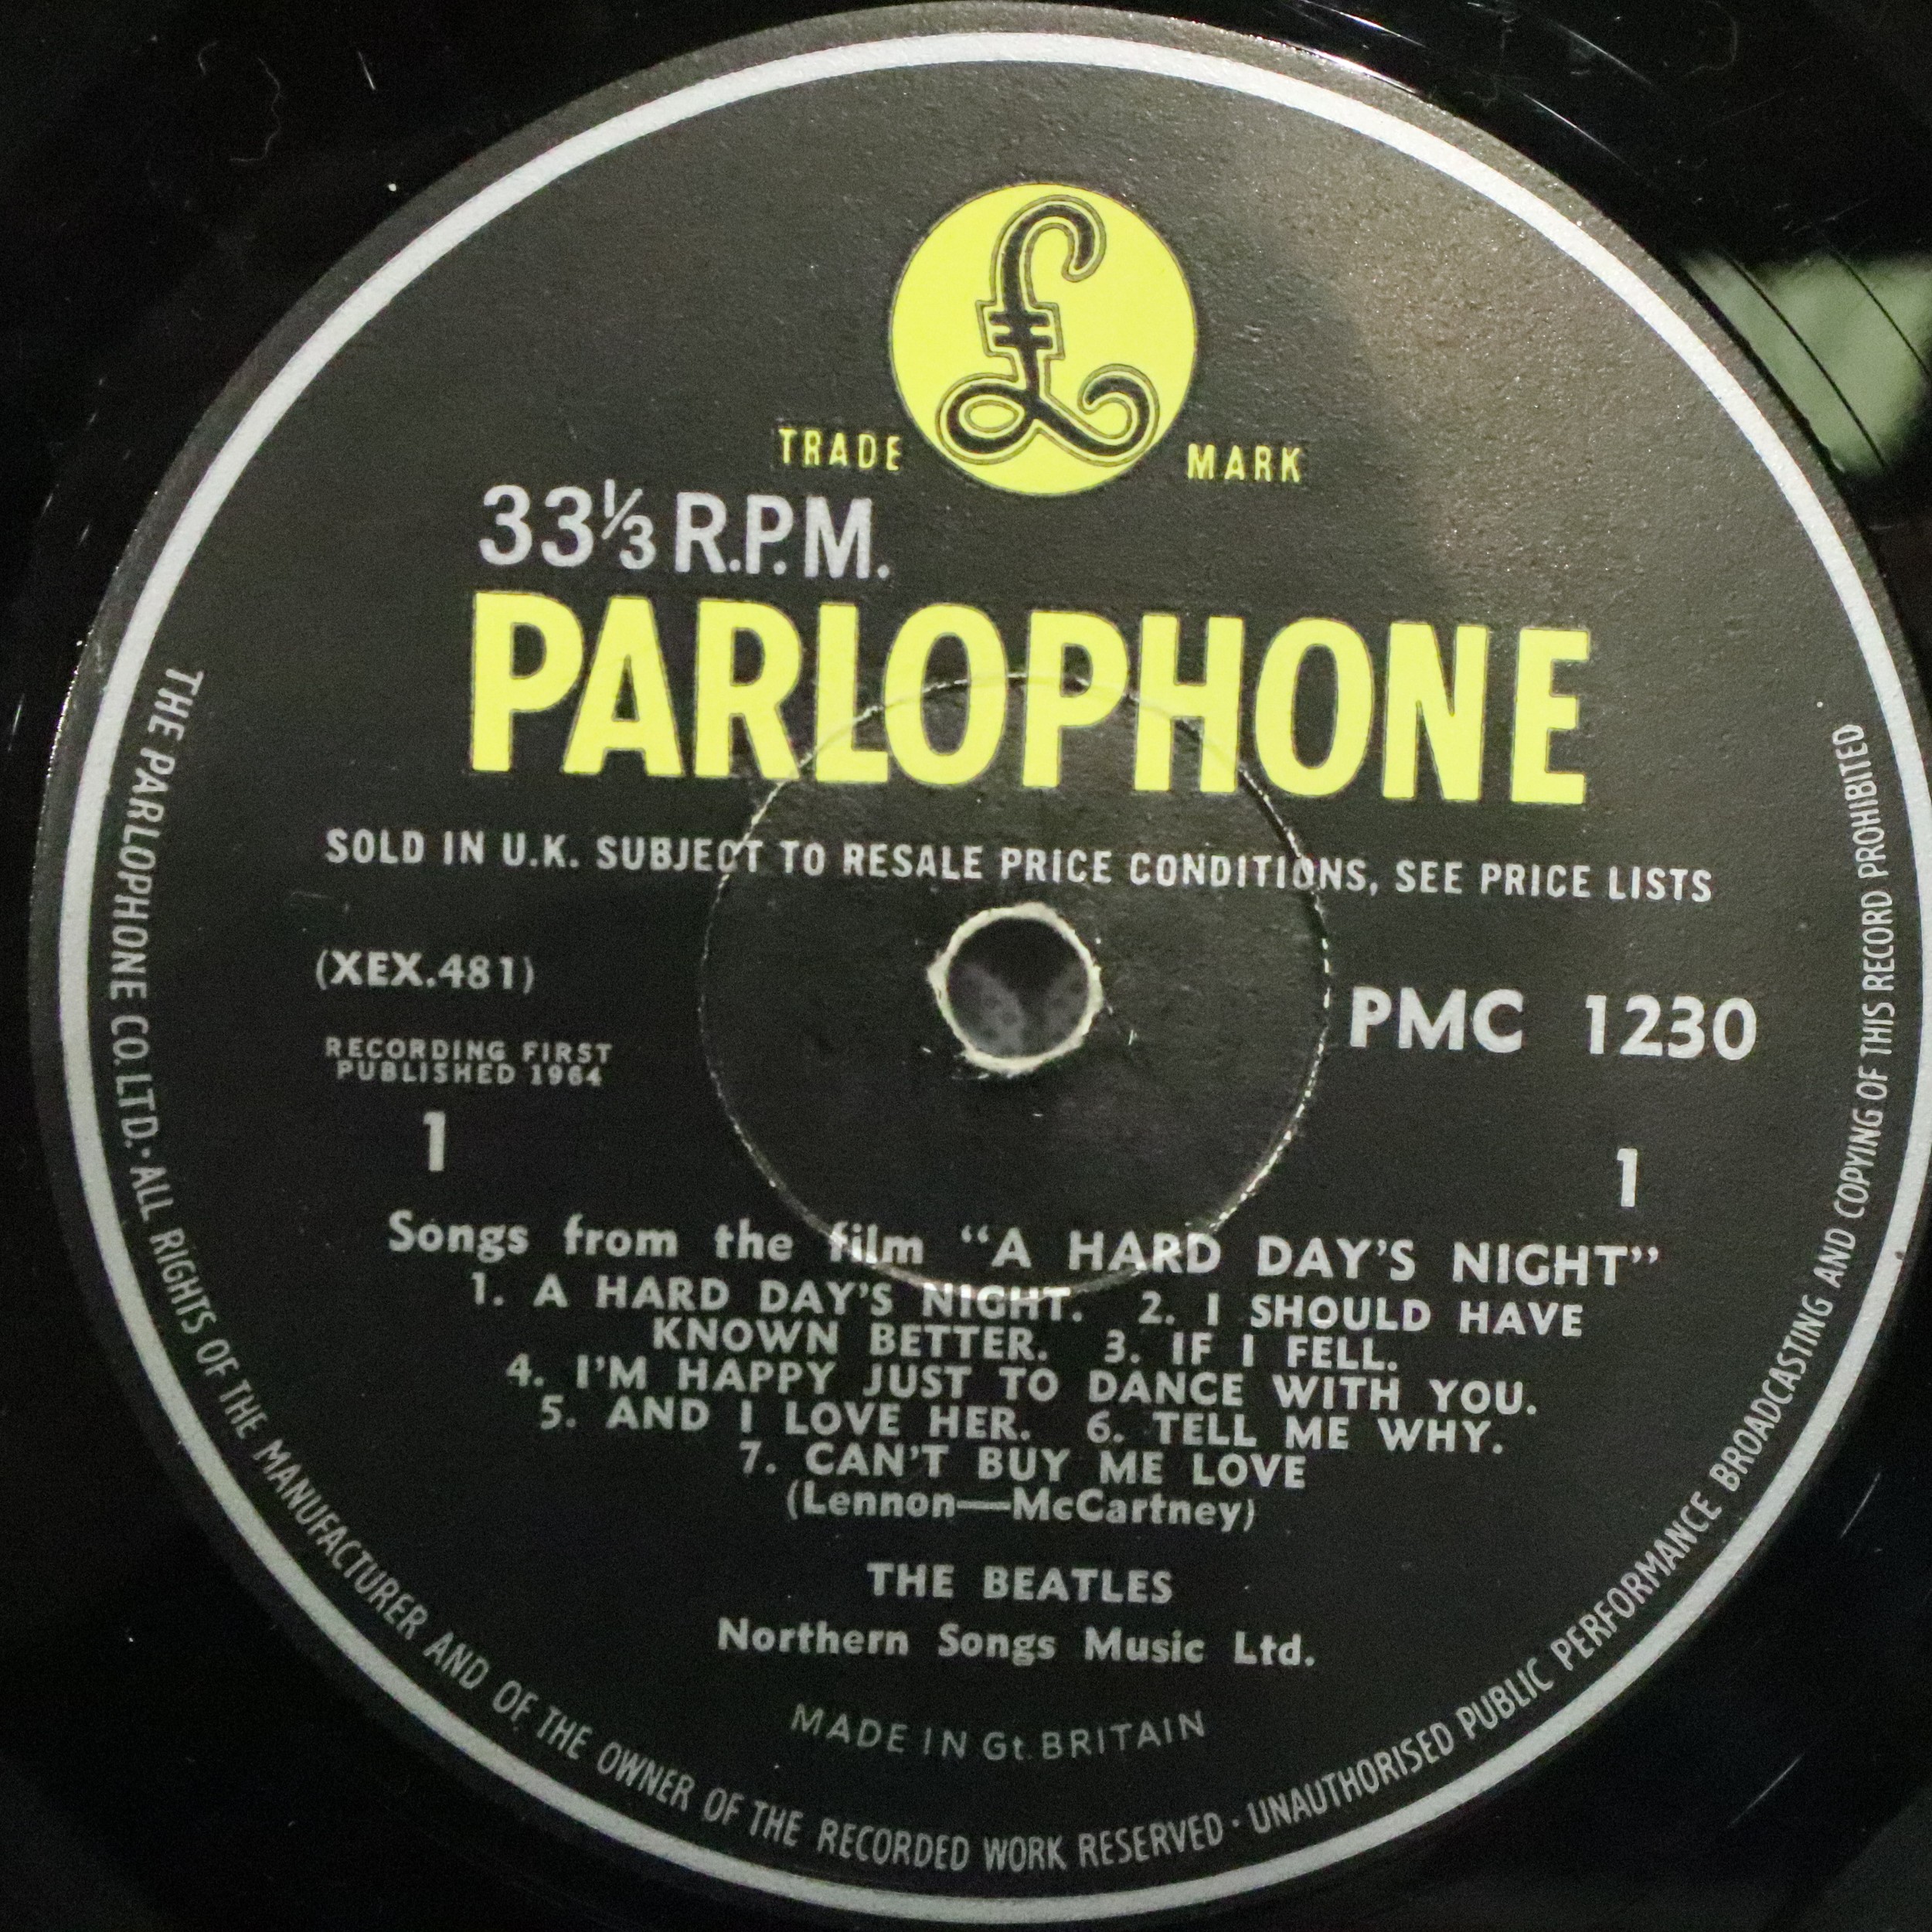 £
TRADE MARK
33⅓ R.P.M.
PARLOPHONE
SOLD IN U.K. SUBJECT TO RESALE PRICE CONDITIONS, SEE PRICE LISTS
(XEX.481)
PMC 1230
RECORDING FIRST
PUBLISHED 1964
1
1
Songs from the film “A HARD DAY’S NIGHT”
1. A HARD DAY’S NIGHT. 2. I SHOULD HAVE
KNOWN BETTER. 3. IF I FELL.
4. I’M HAPPY JUST TO DANCE WITH YOU.
5. AND I LOVE HER. 6. TELL ME WHY.
7. CAN’T BUY ME LOVE
(Lennon—McCartney)
THE BEATLES
Northern Songs Music Ltd.
MADE IN Gt. BRITAIN
THE PARLOPHONE CO. LTD. · ALL RIGHTS OF THE MANUFACTURER AND OF THE OWNER OF THE RECORDED WORK RESERVED · UNAUTHORISED PUBLIC PERFORMANCE BROADCASTING AND COPYING OF THIS RECORD PROHIBITED